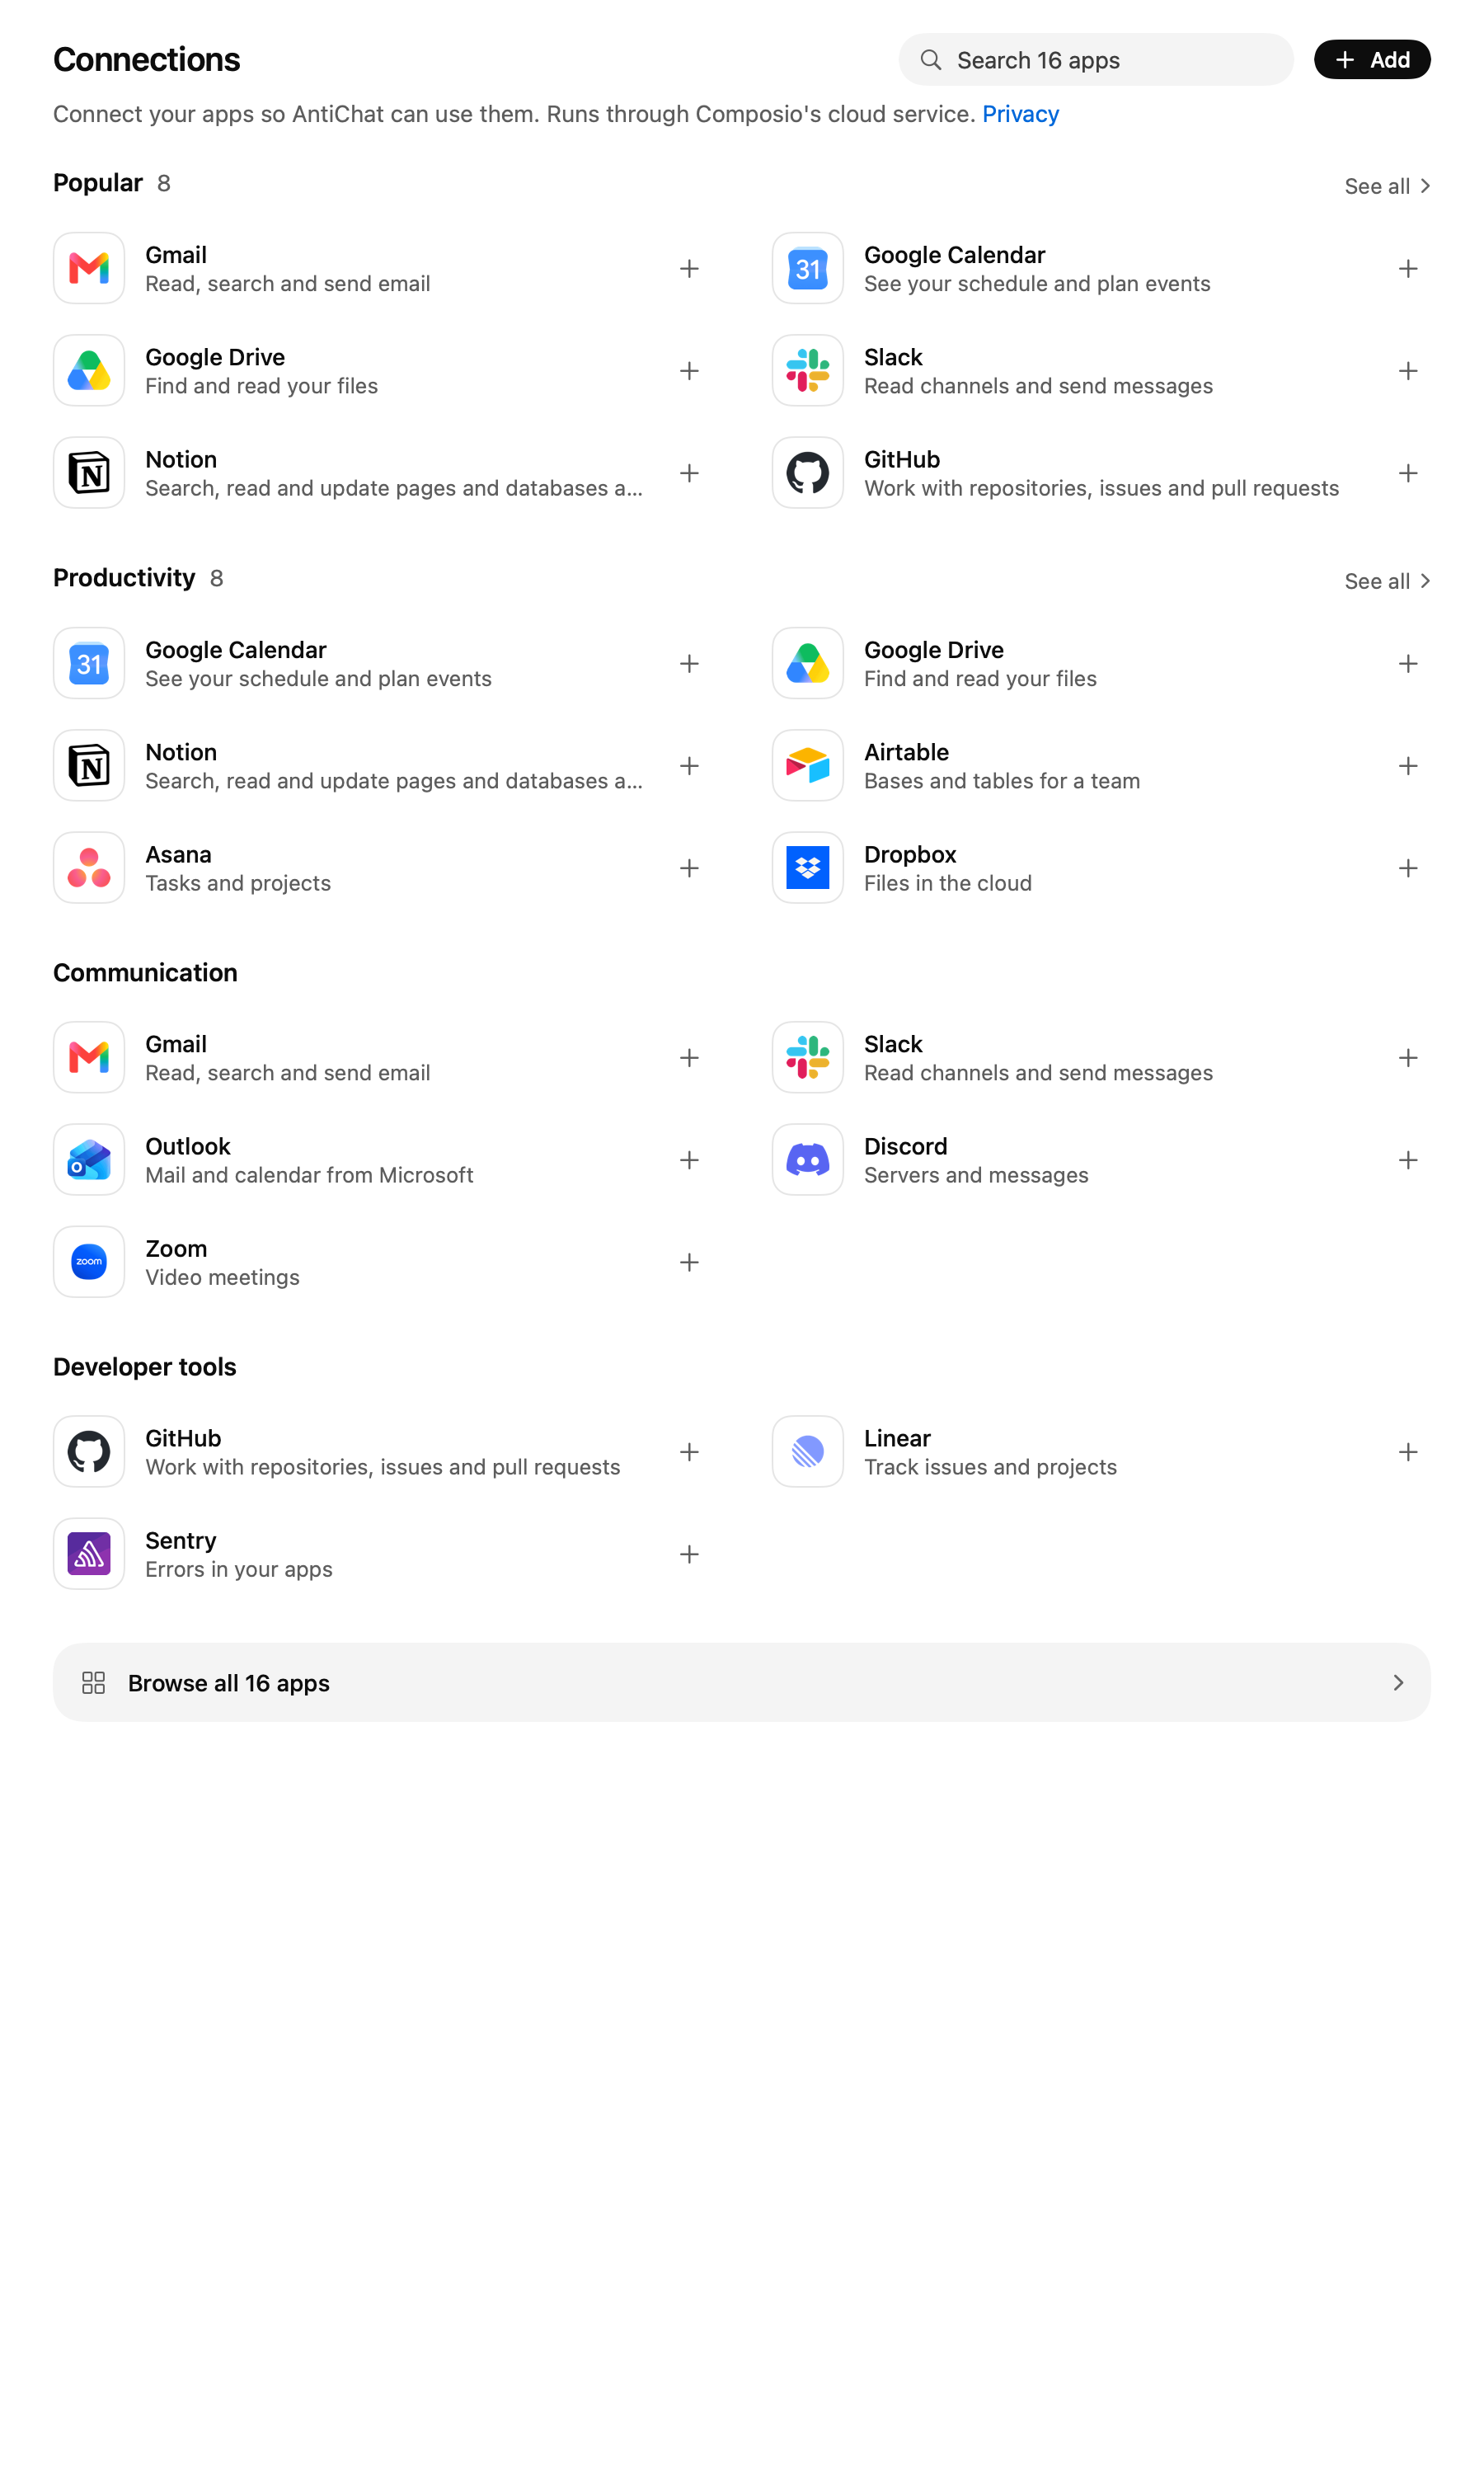 Connections
Search 16 apps
Add
Connect your apps so AntiChat can use them. Runs through Composio's cloud service. Privacy
Popular 8
See all
Gmail
Read, search and send email
Google Calendar
See your schedule and plan events
Google Drive
Find and read your files
Slack
Read channels and send messages
Notion
Search, read and update pages and databases a...
GitHub
Work with repositories, issues and pull requests
Productivity 8
See all
Google Calendar
See your schedule and plan events
Google Drive
Find and read your files
Notion
Search, read and update pages and databases a...
Airtable
Bases and tables for a team
Asana
Tasks and projects
Dropbox
Files in the cloud
Communication
Gmail
Read, search and send email
Slack
Read channels and send messages
Outlook
Mail and calendar from Microsoft
Discord
Servers and messages
zoom
Zoom
Video meetings
Developer tools
GitHub
Work with repositories, issues and pull requests
Linear
Track issues and projects
Sentry
Errors in your apps
Browse all 16 apps